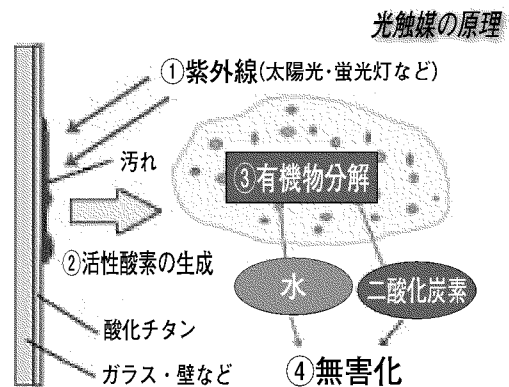 光触媒の原理
①紫外線(太陽光・蛍光灯など)
汚れ
③有機物分解
②活性酸素の生成
水
二酸化炭素
酸化チタン
ガラス・壁など
④無害化